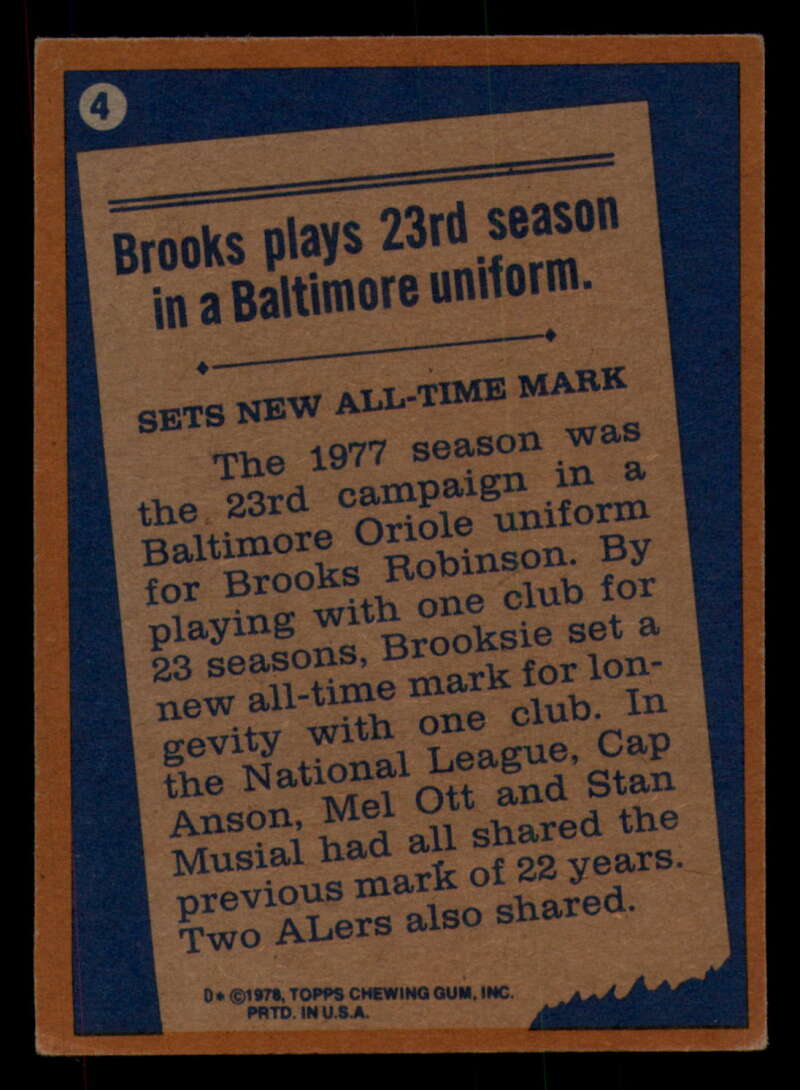 4
Brooks plays 23rd season
in a Baltimore uniform.
SETS NEW ALL-TIME MARK
The 1977 season was
the 23rd campaign in a
Baltimore Oriole uniform
for Brooks Robinson. By
playing with one club for
23 seasons, Brooksie set a
new all-time mark for lon-
gevity with one club. In
the National League, Cap
Anson, Mel Ott and Stan
Musial had all shared the
previous mark of 22 years.
Two ALers also shared.
D* ©1978, TOPPS CHEWING GUM, INC.
PRTD. IN U.S.A.